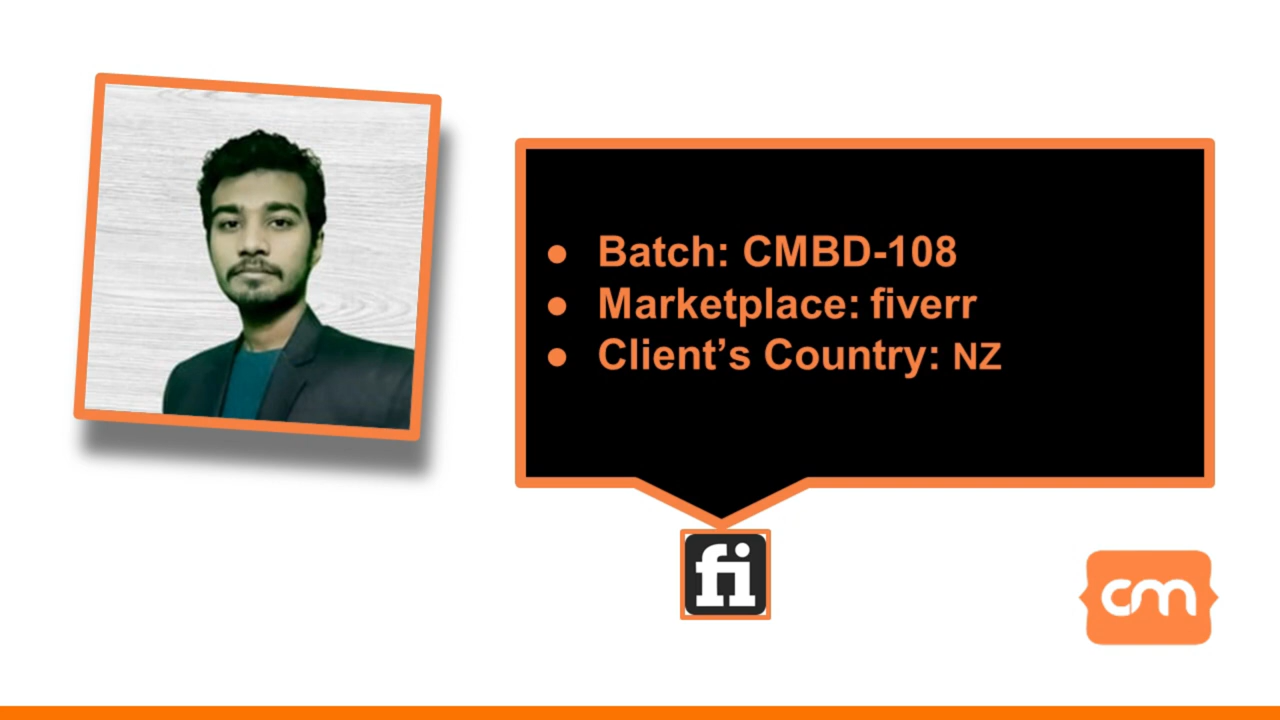 ● Batch: CMBD-108
● Marketplace: fiverr
● Client’s Country: NZ
fi
cm